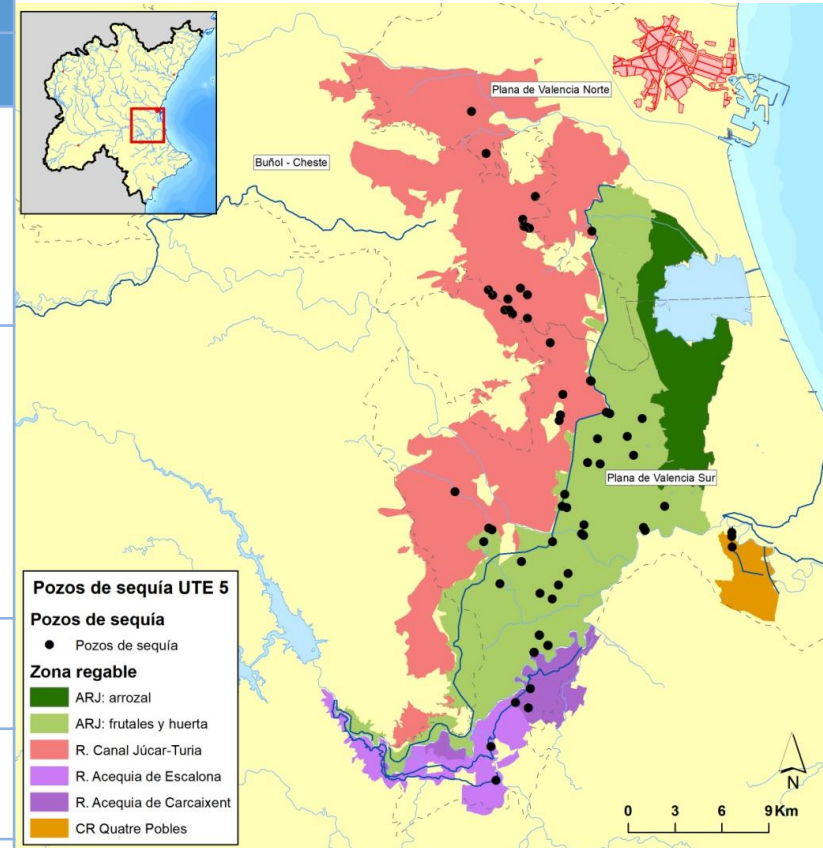 Plana de Valencia Norte
Buñol - Cheste
Plana de Valencia Sur
Pozos de sequía UTE 5
Pozos de sequía
Pozos de sequía
Zona regable
ARJ: arrozal
ARJ: frutales y huerta
R. Canal Júcar-Turia
R. Acequia de Escalona
R. Acequia de Carcaixent
CR Quatre Pobles
N
0 3 6 9 Km